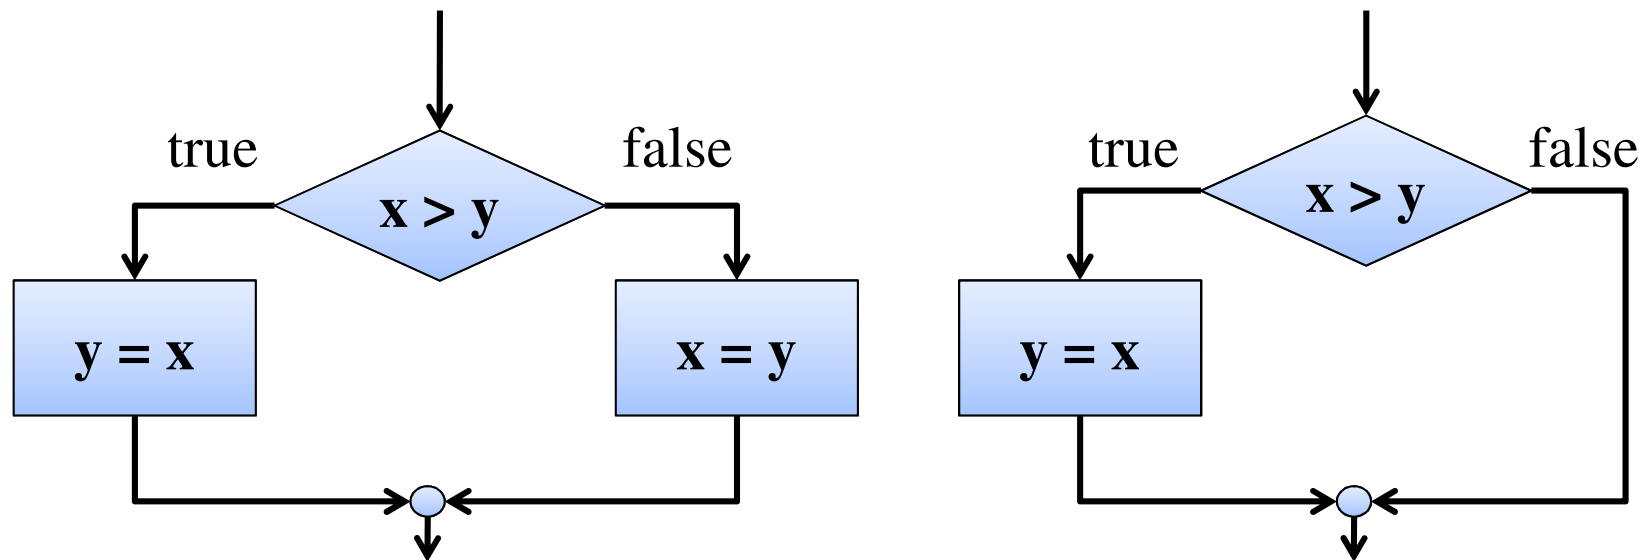 true
false
x > y
y = x
x = y
true
false
x > y
y = x